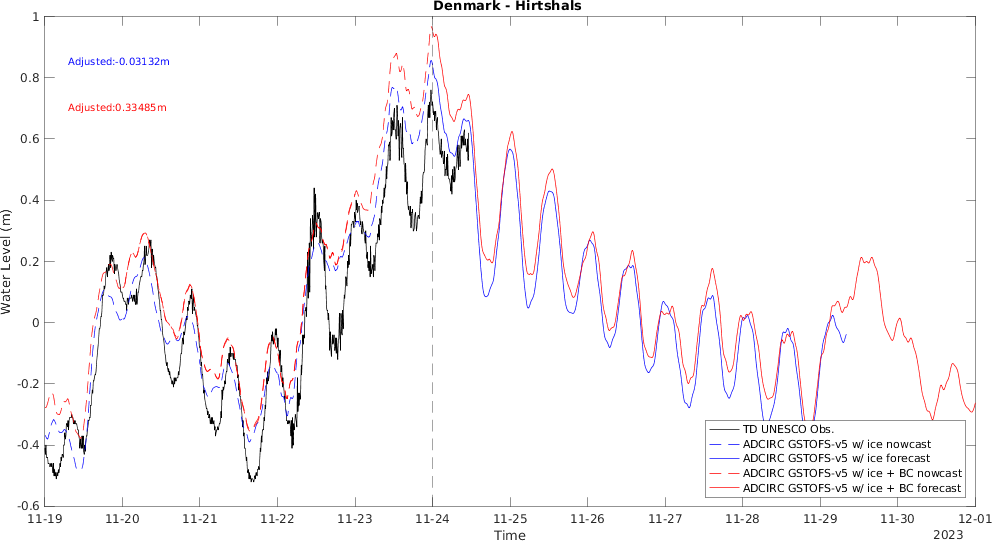 Denmark - Hirtshals
Adjusted:-0.03132m
Adjusted:0.33485m
Water Level (m)
1
0.8
0.6
0.4
0.2
0
-0.2
-0.4
-0.6
TD UNESCO Obs.
ADCIRC GSTOFS-v5 w/ ice nowcast
ADCIRC GSTOFS-v5 w/ ice forecast
ADCIRC GSTOFS-v5 w/ ice + BC nowcast
ADCIRC GSTOFS-v5 w/ ice + BC forecast
11-19 11-20 11-21 11-22 11-23 11-24 11-25 11-26 11-27 11-28 11-29 11-30 12-01
Time
2023